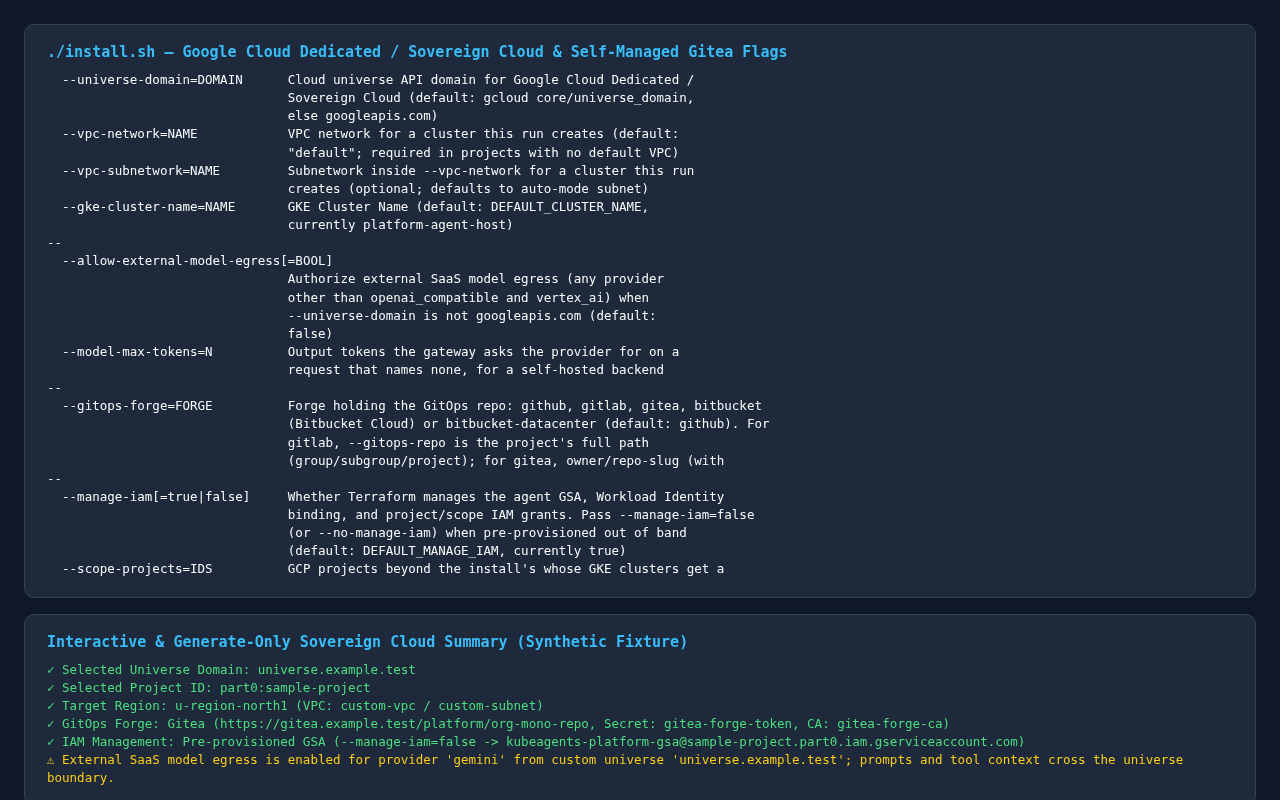 ./install.sh — Google Cloud Dedicated / Sovereign Cloud & Self-Managed Gitea Flags
--universe-domain=DOMAIN Cloud universe API domain for Google Cloud Dedicated /
Sovereign Cloud (default: gcloud core/universe_domain,
else googleapis.com)
--vpc-network=NAME VPC network for a cluster this run creates (default:
"default"; required in projects with no default VPC)
--vpc-subnetwork=NAME Subnetwork inside --vpc-network for a cluster this run
creates (optional; defaults to auto-mode subnet)
--gke-cluster-name=NAME GKE Cluster Name (default: DEFAULT_CLUSTER_NAME,
currently platform-agent-host)
--
--allow-external-model-egress[=BOOL]
Authorize external SaaS model egress (any provider
other than openai_compatible and vertex_ai) when
--universe-domain is not googleapis.com (default:
false)
--model-max-tokens=N Output tokens the gateway asks the provider for on a
request that names none, for a self-hosted backend
--
--gitops-forge=FORGE Forge holding the GitOps repo: github, gitlab, gitea, bitbucket
(Bitbucket Cloud) or bitbucket-datacenter (default: github). For
gitlab, --gitops-repo is the project's full path
(group/subgroup/project); for gitea, owner/repo-slug (with
--
--manage-iam[=true|false] Whether Terraform manages the agent GSA, Workload Identity
binding, and project/scope IAM grants. Pass --manage-iam=false
(or --no-manage-iam) when pre-provisioned out of band
(default: DEFAULT_MANAGE_IAM, currently true)
--scope-projects=IDS GCP projects beyond the install's whose GKE clusters get a
Interactive & Generate-Only Sovereign Cloud Summary (Synthetic Fixture)
✓ Selected Universe Domain: universe.example.test
✓ Selected Project ID: part0:sample-project
✓ Target Region: u-region-north1 (VPC: custom-vpc / custom-subnet)
✓ GitOps Forge: Gitea (https://gitea.example.test/platform/org-mono-repo, Secret: gitea-forge-token, CA: gitea-forge-ca)
✓ IAM Management: Pre-provisioned GSA (--manage-iam=false -> kubeagents-platform-gsa@sample-project.part0.iam.gserviceaccount.com)
⚠ External SaaS model egress is enabled for provider 'gemini' from custom universe 'universe.example.test'; prompts and tool context cross the universe
boundary.